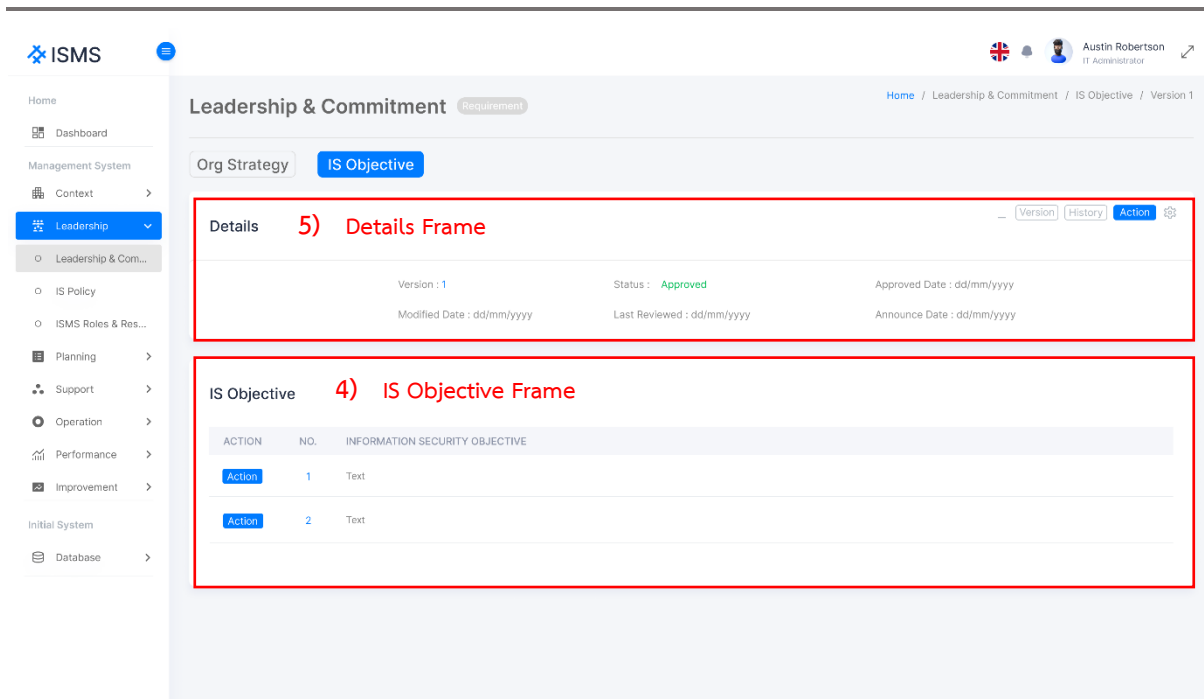 ISMS
Austin Robertson
IT Administrator
Home
Dashboard
Management System
Context
Leadership
Leadership & Com...
IS Policy
ISMS Roles & Res...
Planning
Support
Operation
Performance
Improvement
Initial System
Database
Leadership & Commitment Requirement
Home / Leadership & Commitment / IS Objective / Version 1
Org Strategy IS Objective
Details 5) Details Frame
_ Version History Action
Version : 1 Status : Approved Approved Date : dd/mm/yyyy
Modified Date : dd/mm/yyyy Last Reviewed : dd/mm/yyyy Announce Date : dd/mm/yyyy
IS Objective 4) IS Objective Frame
ACTION NO. INFORMATION SECURITY OBJECTIVE
Action 1 Text
Action 2 Text